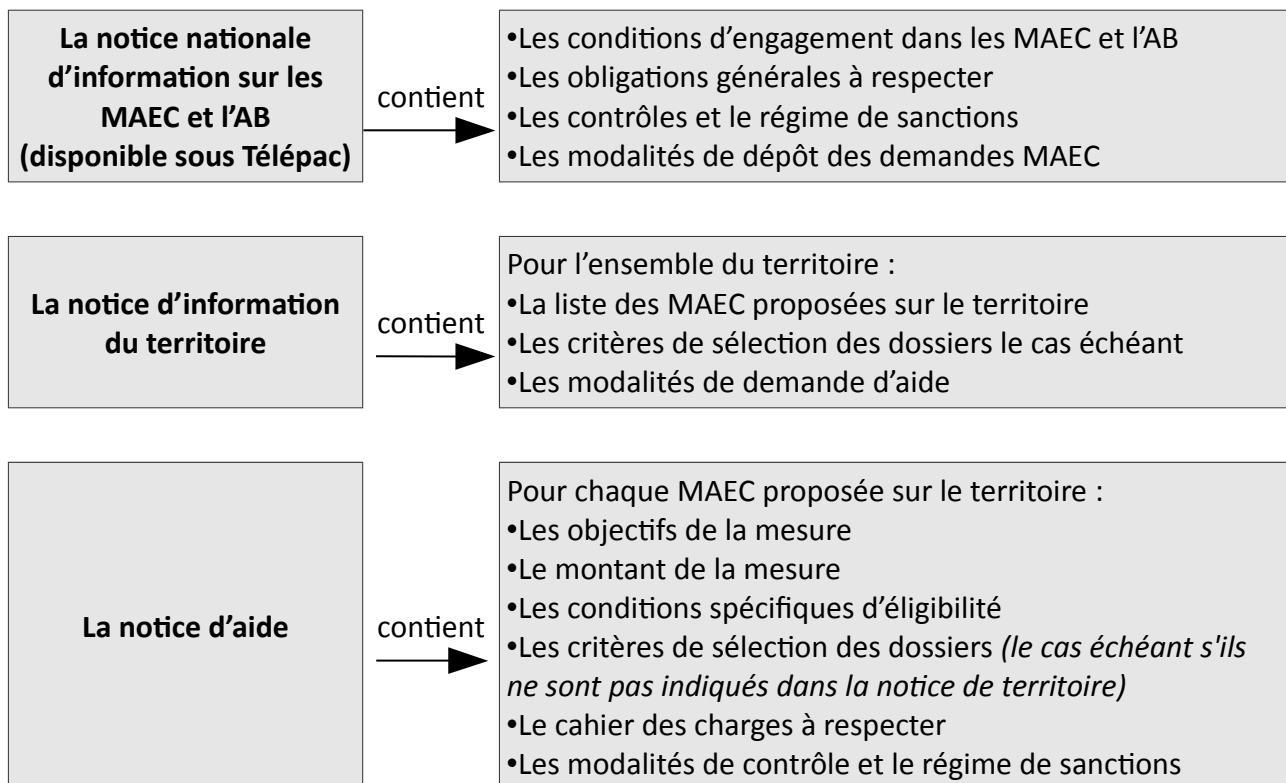 La notice nationale
d’information sur les
MAEC et l’AB
(disponible sous Télépac)
contient
•Les conditions d’engagement dans les MAEC et l’AB
•Les obligations générales à respecter
•Les contrôles et le régime de sanctions
•Les modalités de dépôt des demandes MAEC
La notice d’information
du territoire
contient
Pour l’ensemble du territoire :
•La liste des MAEC proposées sur le territoire
•Les critères de sélection des dossiers le cas échéant
•Les modalités de demande d’aide
La notice d’aide
contient
Pour chaque MAEC proposée sur le territoire :
•Les objectifs de la mesure
•Le montant de la mesure
•Les conditions spécifiques d’éligibilité
•Les critères de sélection des dossiers (le cas échéant s'ils
ne sont pas indiqués dans la notice de territoire)
•Le cahier des charges à respecter
•Les modalités de contrôle et le régime de sanctions